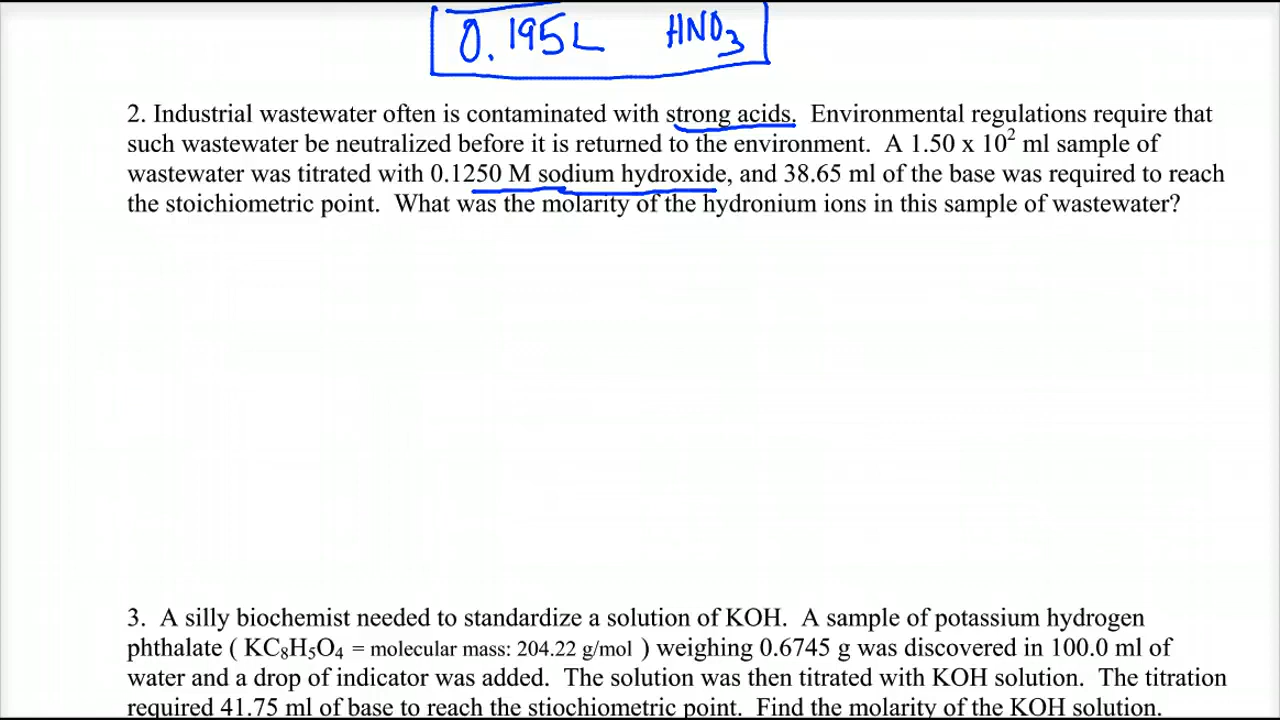 0.195L HNO3
2. Industrial wastewater often is contaminated with strong acids. Environmental regulations require that
such wastewater be neutralized before it is returned to the environment. A 1.50 x 10² ml sample of
wastewater was titrated with 0.1250 M sodium hydroxide, and 38.65 ml of the base was required to reach
the stoichiometric point. What was the molarity of the hydronium ions in this sample of wastewater?
3. A silly biochemist needed to standardize a solution of KOH. A sample of potassium hydrogen
phthalate ( KC₈H₅O₄ = molecular mass: 204.22 g/mol ) weighing 0.6745 g was discovered in 100.0 ml of
water and a drop of indicator was added. The solution was then titrated with KOH solution. The titration
required 41.75 ml of base to reach the stiochiometric point. Find the molarity of the KOH solution.